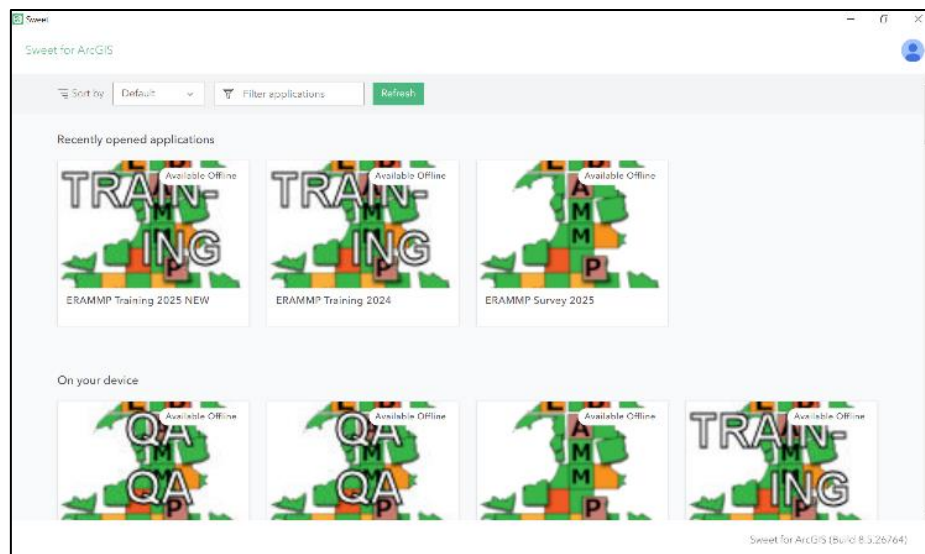 Sweet
Sweet for ArcGIS
Sort by Default Filter applications Refresh
Recently opened applications
TRAIN-
ING
Available Offline
E D
M
P
TRAIN-
ING
Available Offline
E D
M
P
Available Offline
E D
A
M
M
P
ERAMMP Training 2025 NEW
ERAMMP Training 2024
ERAMMP Survey 2025
On your device
QA
QA
Available Offline
M
P
QA
QA
Available Offline
M
P
Available Offline
A
M
M
P
TRAIN-
ING
Available Offline
M
P
Sweet for ArcGIS (Build 8.5.26764)